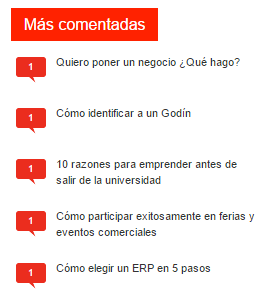 Más comentadas
1 Quiero poner un negocio ¿Qué hago?
1 Cómo identificar a un Godín
1 10 razones para emprender antes de
salir de la universidad
1 Cómo participar exitosamente en ferias y
eventos comerciales
1 Cómo elegir un ERP en 5 pasos